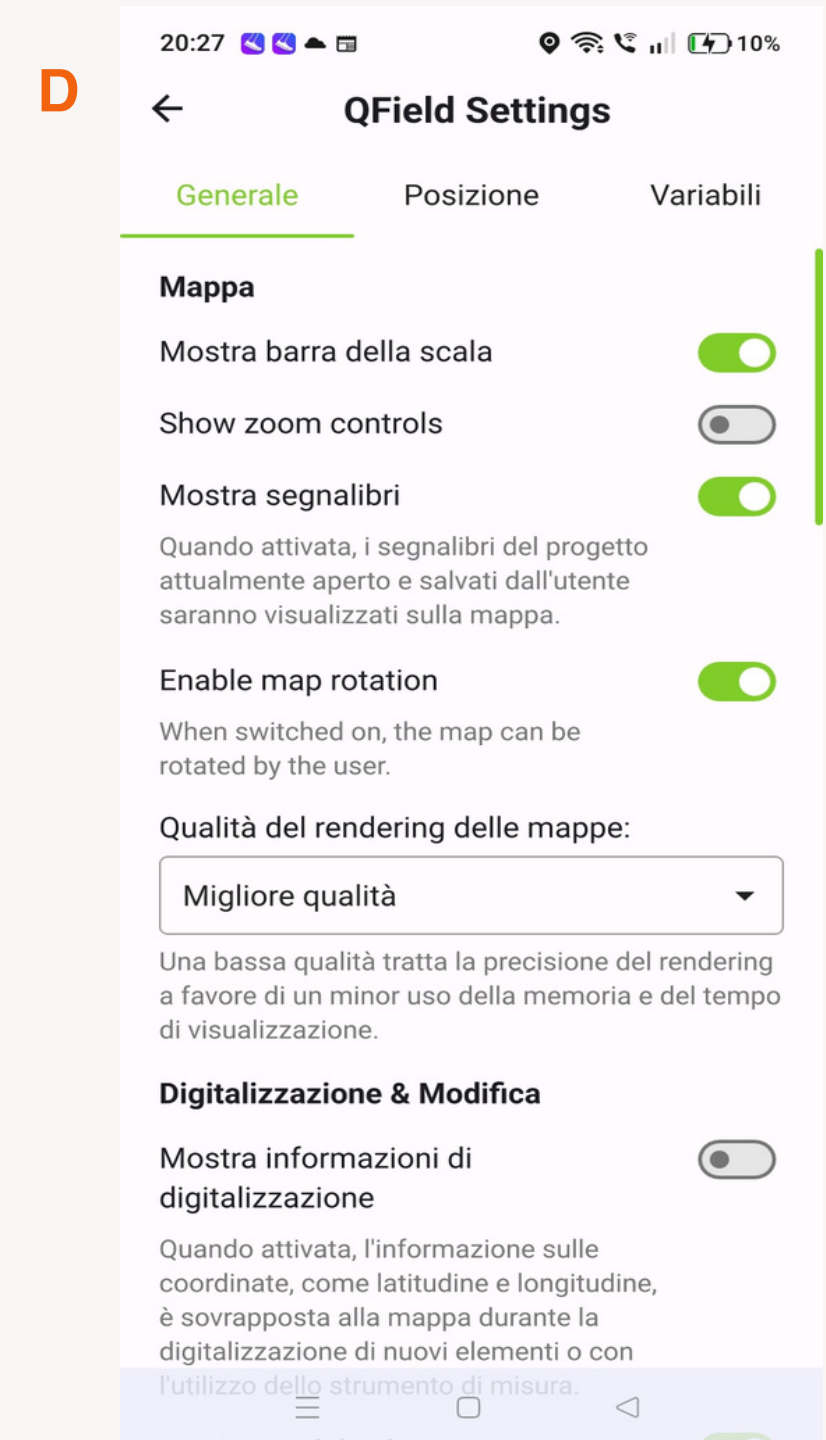 D
20:27 10%
QField Settings
Generale Posizione Variabili
Mappa
Mostra barra della scala
Show zoom controls
Mostra segnalibri
Quando attivata, i segnalibri del progetto
attualmente aperto e salvati dall'utente
saranno visualizzati sulla mappa.
Enable map rotation
When switched on, the map can be
rotated by the user.
Qualità del rendering delle mappe:
Migliore qualità
Una bassa qualità tratta la precisione del rendering
a favore di un minor uso della memoria e del tempo
di visualizzazione.
Digitalizzazione & Modifica
Mostra informazioni di
digitalizzazione
Quando attivata, l'informazione sulle
coordinate, come latitudine e longitudine,
è sovrapposta alla mappa durante la
digitalizzazione di nuovi elementi o con
l'utilizzo dello strumento di misura.